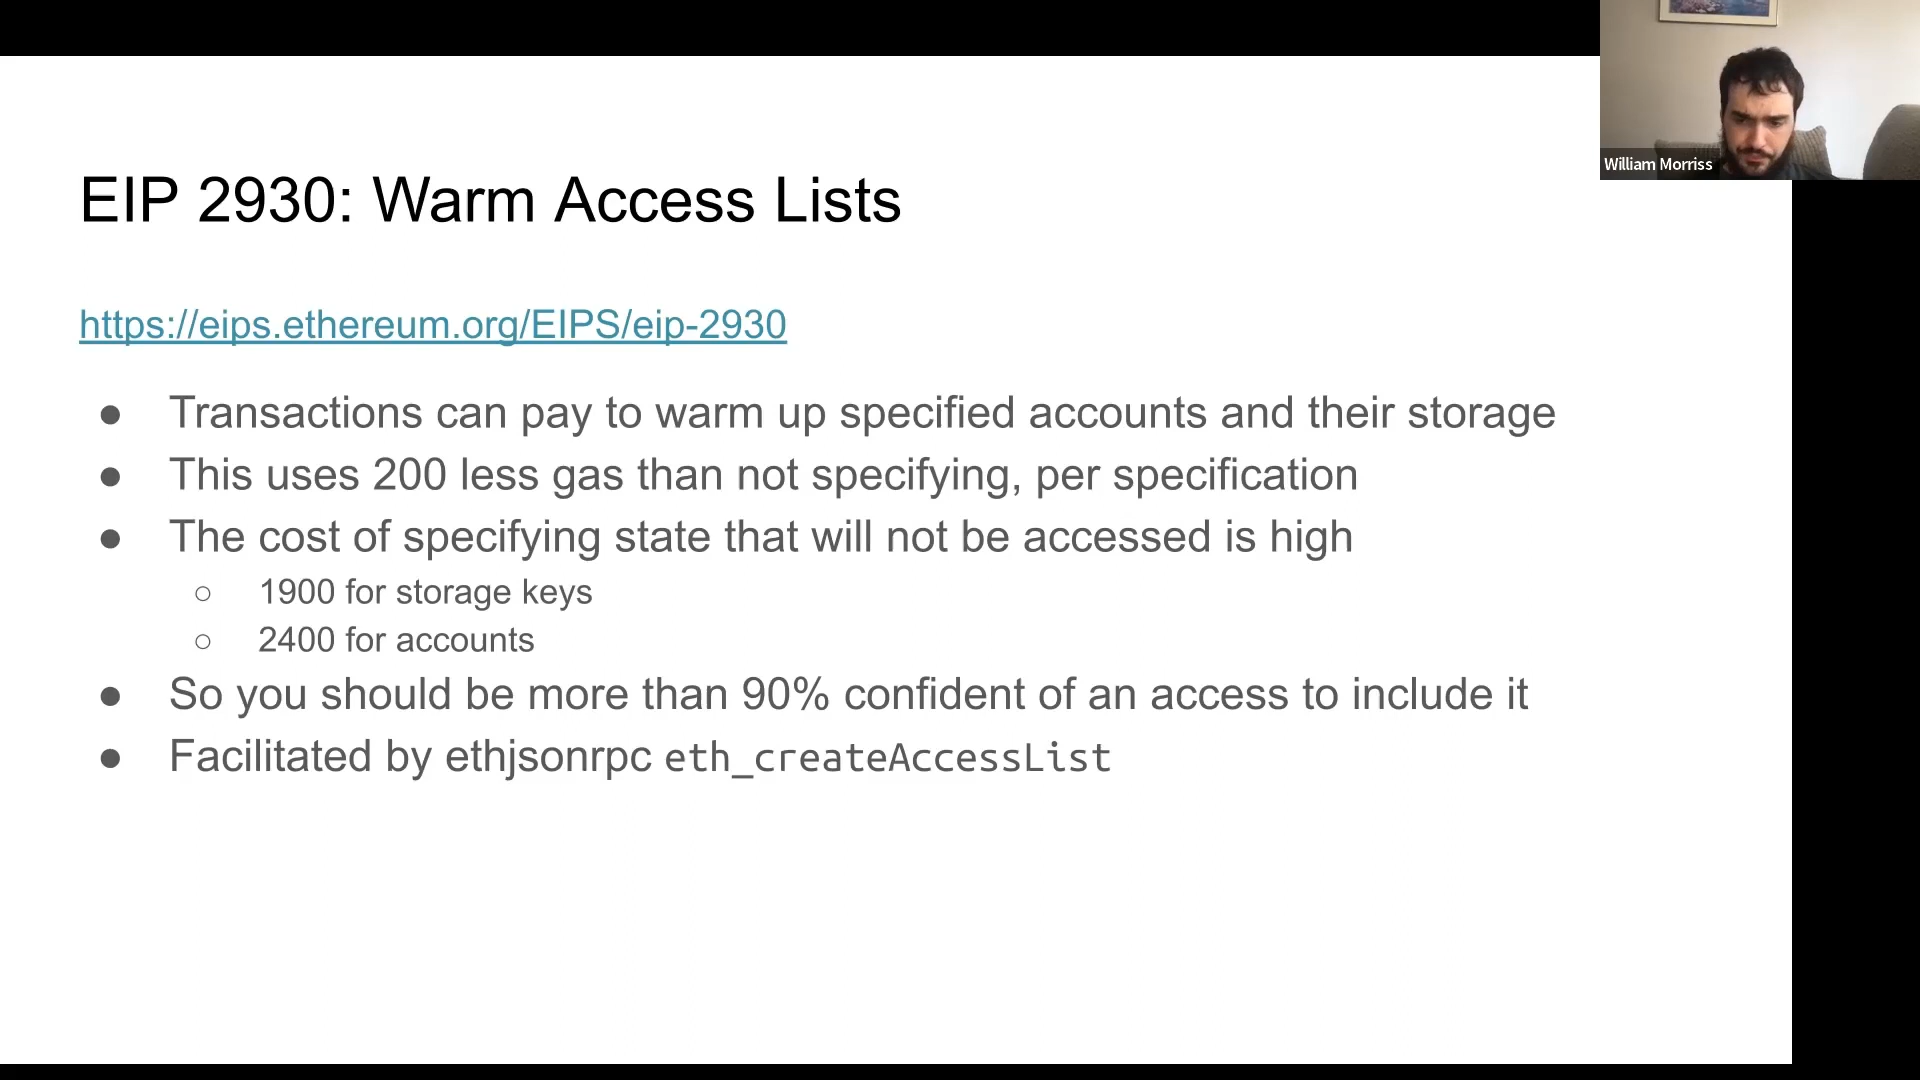 William Morriss
EIP 2930: Warm Access Lists
https://eips.ethereum.org/EIPS/eip-2930
● Transactions can pay to warm up specified accounts and their storage
● This uses 200 less gas than not specifying, per specification
● The cost of specifying state that will not be accessed is high
○ 1900 for storage keys
○ 2400 for accounts
● So you should be more than 90% confident of an access to include it
● Facilitated by ethjsonrpc eth_createAccessList